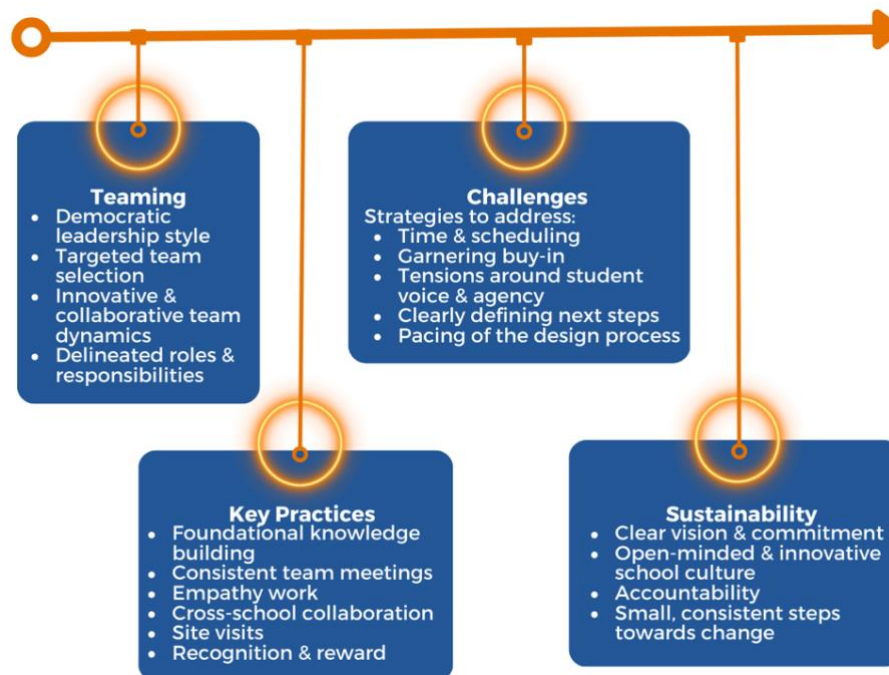 Teaming
• Democratic
leadership style
• Targeted team
selection
• Innovative &
collaborative team
dynamics
• Delineated roles &
responsibilities
Key Practices
• Foundational knowledge
building
• Consistent team meetings
• Empathy work
• Cross-school collaboration
• Site visits
• Recognition & reward
Challenges
Strategies to address:
• Time & scheduling
• Garnering buy-in
• Tensions around student
voice & agency
• Clearly defining next steps
• Pacing of the design process
Sustainability
• Clear vision & commitment
• Open-minded & innovative
school culture
• Accountability
• Small, consistent steps
towards change